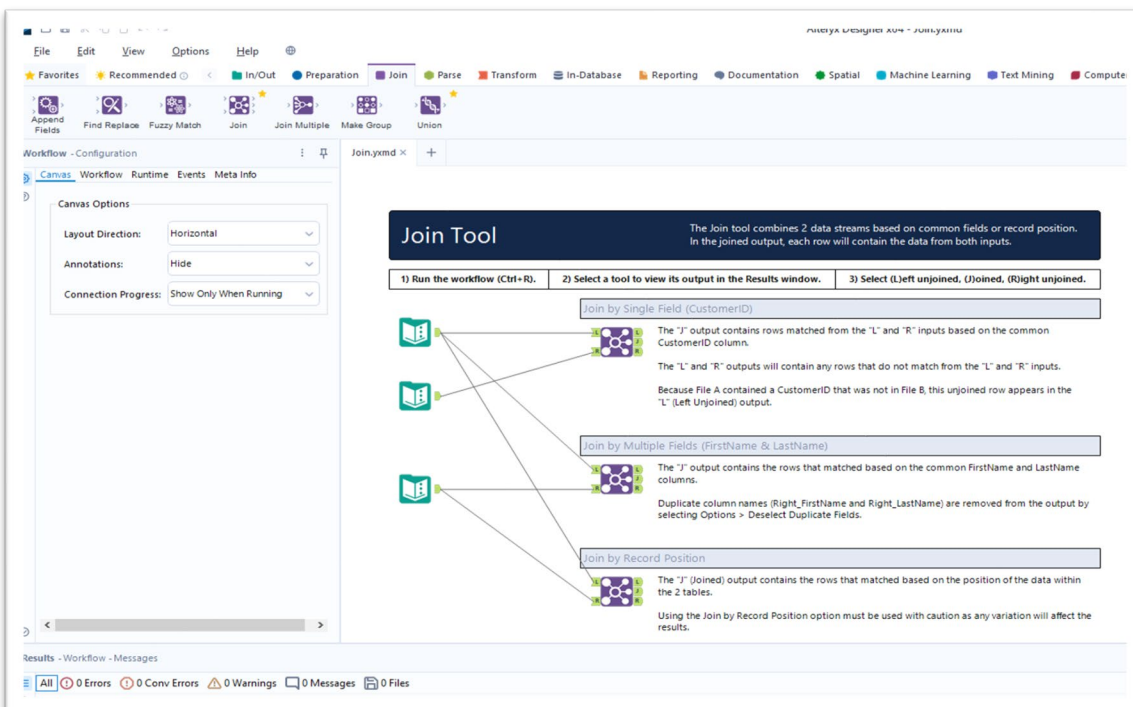 Alteryx Designer x64 - Join.yxmd
File Edit View Options Help
Favorites Recommended In/Out Preparation Join Parse Transform In-Database Reporting Documentation Spatial Machine Learning Text Mining Compute
Append Fields Find Replace Fuzzy Match Join Join Multiple Make Group Union
Workflow - Configuration
Join.yxmd
Canvas Workflow Runtime Events Meta Info
Canvas Options
Layout Direction: Horizontal
Annotations: Hide
Connection Progress: Show Only When Running
Join Tool
The Join tool combines 2 data streams based on common fields or record position.
In the joined output, each row will contain the data from both inputs.
1) Run the workflow (Ctrl+R). 2) Select a tool to view its output in the Results window. 3) Select (L)eft unjoined, (J)oined, (R)ight unjoined.
Join by Single Field (CustomerID)
L L J R R
The "J" output contains rows matched from the "L" and "R" inputs based on the common
CustomerID column.
The "L" and "R" outputs will contain any rows that do not match from the "L" and "R" inputs.
Because File A contained a CustomerID that was not in File B, this unjoined row appears in the
"L" (Left Unjoined) output.
Join by Multiple Fields (FirstName & LastName)
L L J R R
The "J" output contains the rows that matched based on the common FirstName and LastName
columns.
Duplicate column names (Right_FirstName and Right_LastName) are removed from the output by
selecting Options > Deselect Duplicate Fields.
Join by Record Position
L L J R R
The "J" (Joined) output contains the rows that matched based on the position of the data within
the 2 tables.
Using the Join by Record Position option must be used with caution as any variation will affect the
results.
Results - Workflow - Messages
All 0 Errors 0 Conv Errors 0 Warnings 0 Messages 0 Files